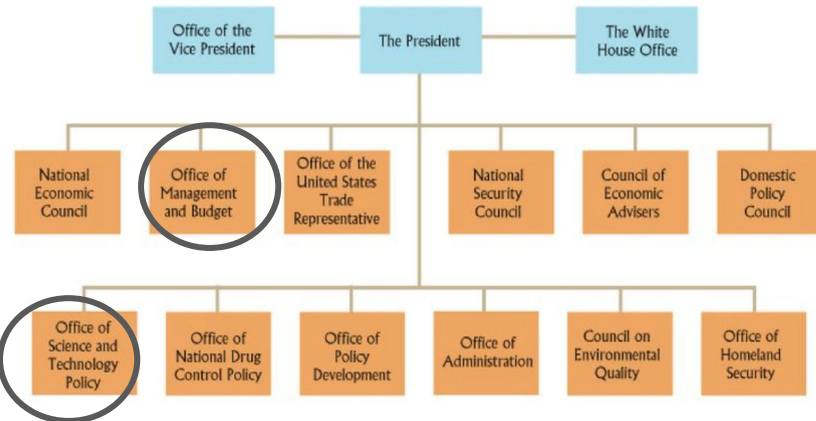 Office of the
Vice President
The President
The White
House Office
National
Economic
Council
Office of
Management
and Budget
Office of the
United States
Trade
Representative
National
Security
Council
Council of
Economic
Advisers
Domestic
Policy
Council
Office of
Science and
Technology
Policy
Office of
National Drug
Control Policy
Office of
Policy
Development
Office of
Administration
Council on
Environmental
Quality
Office of
Homeland
Security